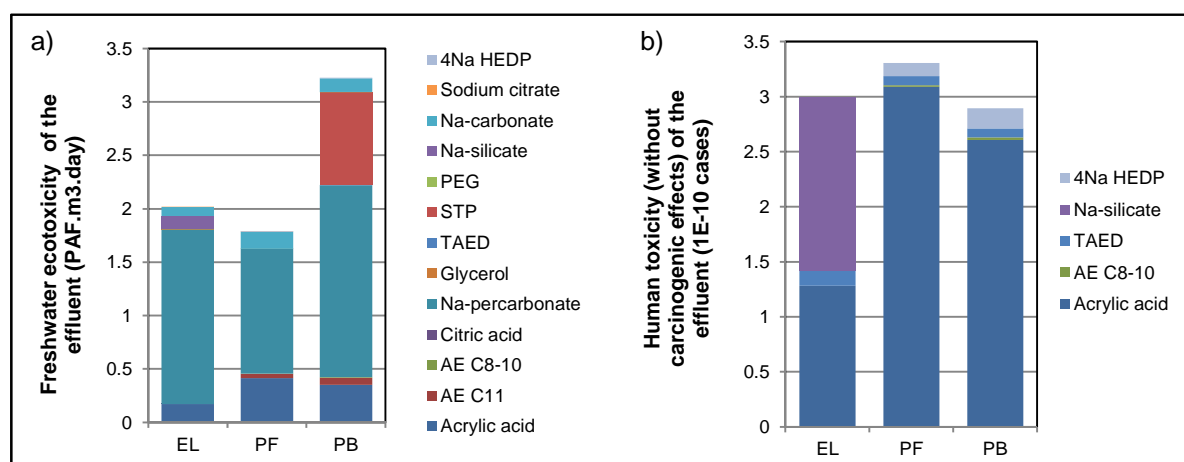 a)
Freshwater ecotoxicity of the
effluent (PAF.m3.day)
3.5
3
2.5
2
1.5
1
0.5
0
EL PF PB
4Na HEDP
Sodium citrate
Na-carbonate
Na-silicate
PEG
STP
TAED
Glycerol
Na-percarbonate
Citric acid
AE C8-10
AE C11
Acrylic acid
b)
Human toxicity (without
carcinogenic effects) of the
effluent (1E-10 cases)
3.5
3
2.5
2
1.5
1
0.5
0
EL PF PB
4Na HEDP
Na-silicate
TAED
AE C8-10
Acrylic acid